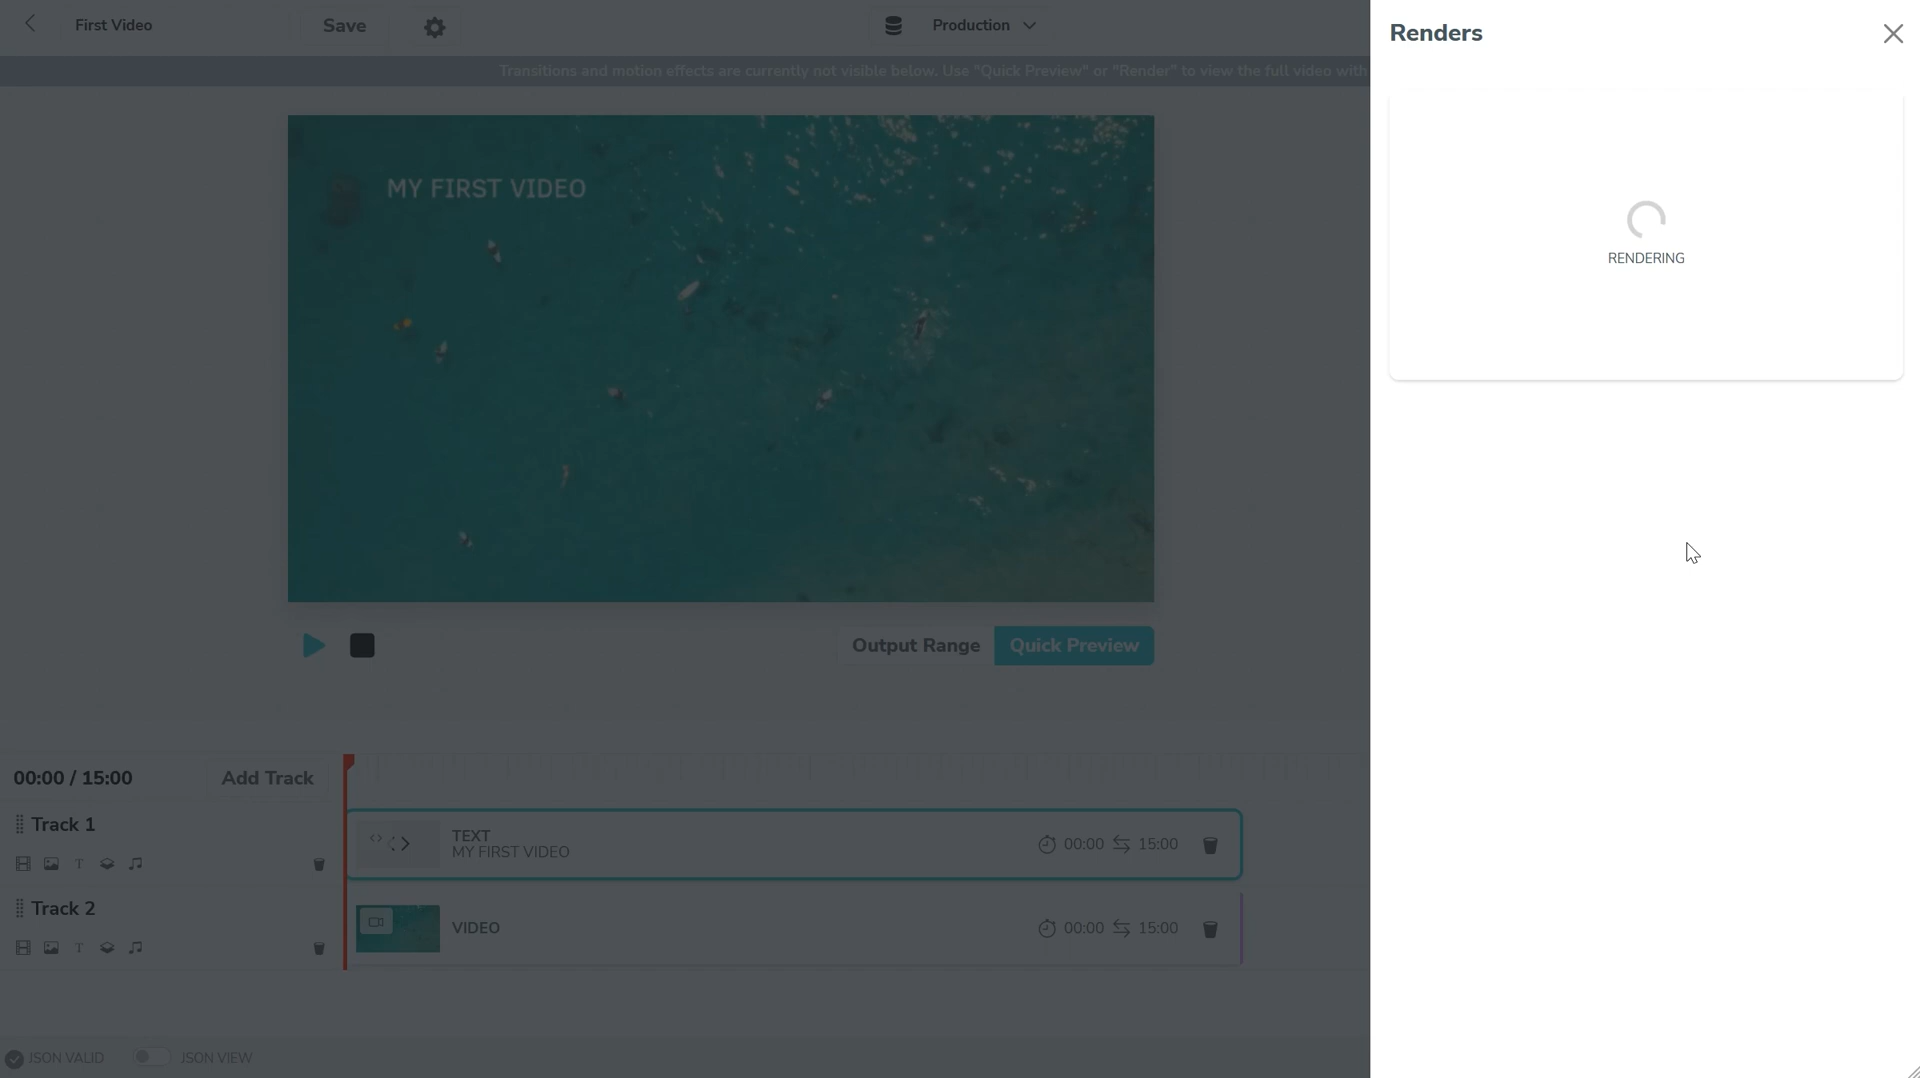 First Video
Save
Production
Renders
Transitions and motion effects are currently not visible below. Use "Quick Preview" or "Render" to view the full video with
MY FIRST VIDEO
RENDERING
Output Range
Quick Preview
00:00 / 15:00
Add Track
Track 1
TEXT
MY FIRST VIDEO
00:00
15:00
T
Track 2
VIDEO
00:00
15:00
T
JSON VALID
JSON VIEW